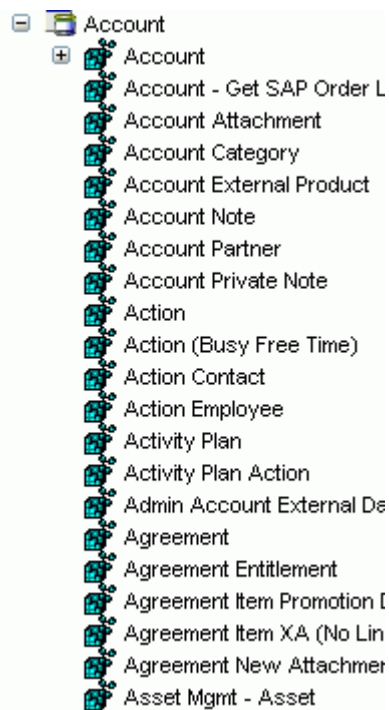 Account
Account
Account - Get SAP Order L
Account Attachment
Account Category
Account External Product
Account Note
Account Partner
Account Private Note
Action
Action (Busy Free Time)
Action Contact
Action Employee
Activity Plan
Activity Plan Action
Admin Account External Da
Agreement
Agreement Entitlement
Agreement Item Promotion D
Agreement Item XA (No Lin
Agreement New Attachmen
Asset Mgmt - Asset